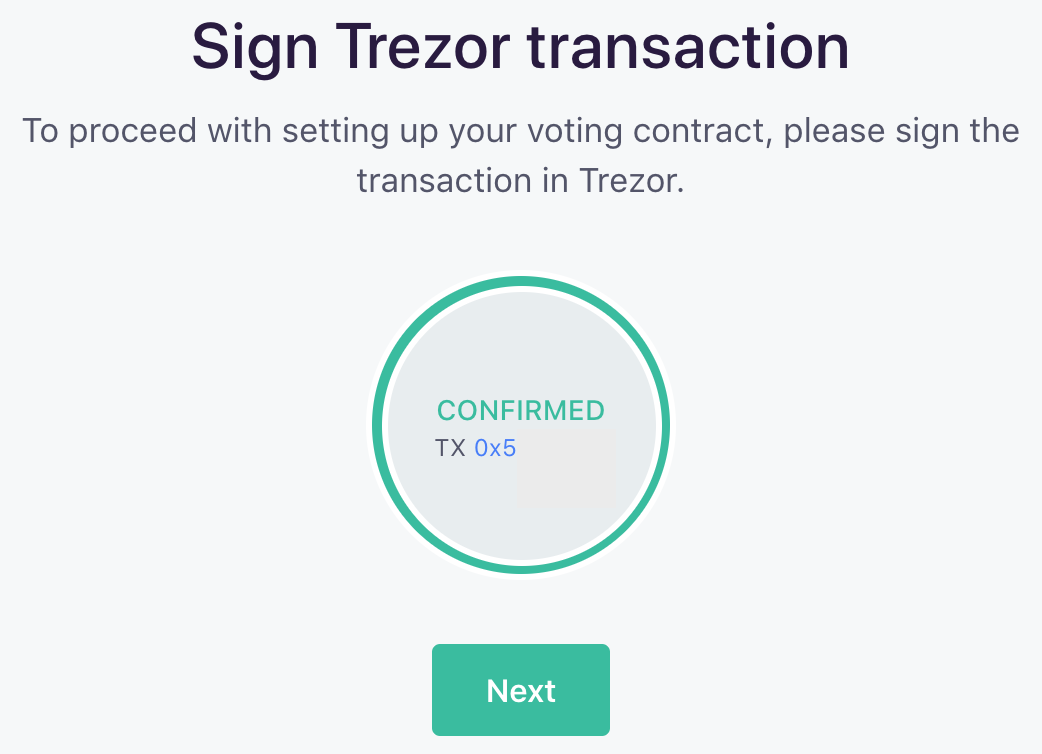 Sign Trezor transaction
To proceed with setting up your voting contract, please sign the
transaction in Trezor.
CONFIRMED
TX 0x5
Next